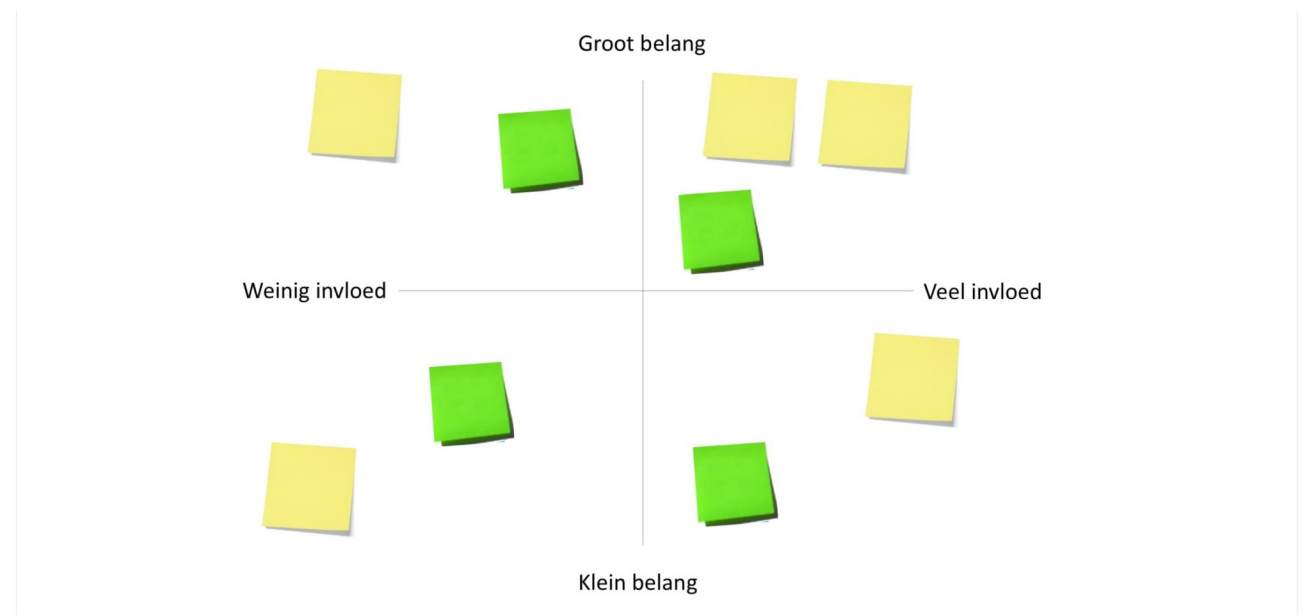 Groot belang
Weinig invloed
Veel invloed
Klein belang